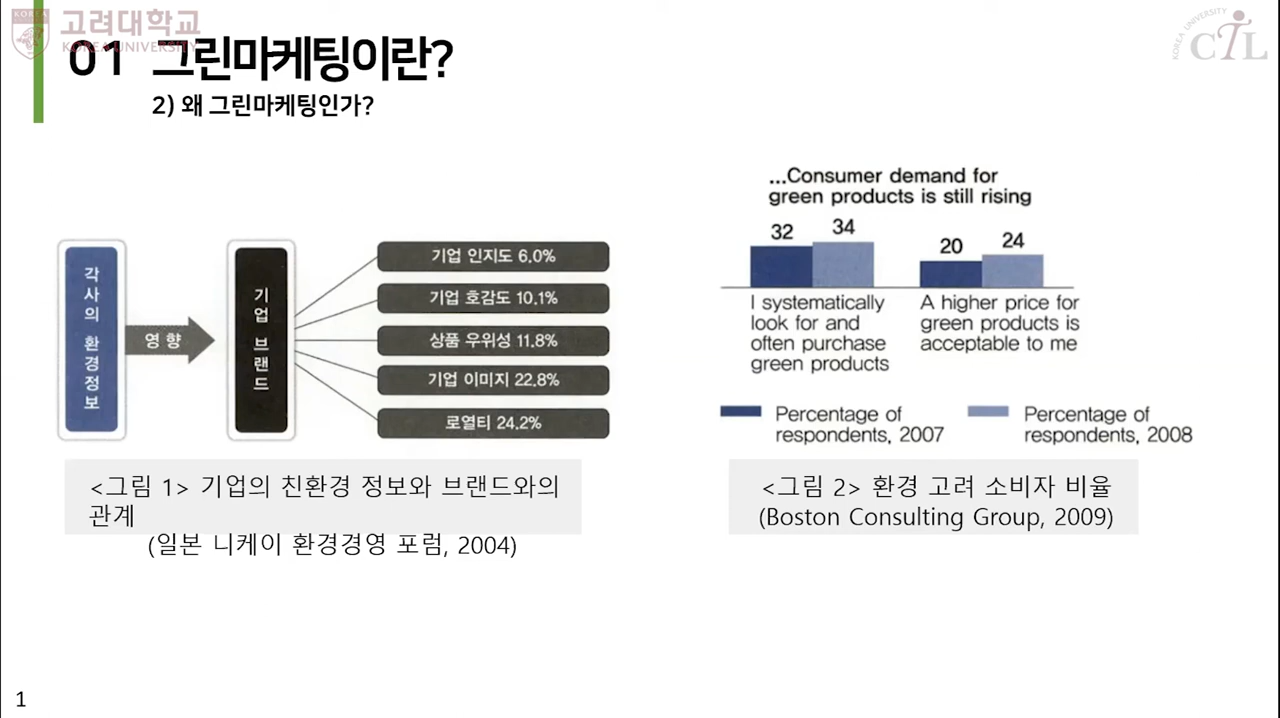 고려대학교
KOREA UNIVERSITY
KOREA UNIVERSITY
CTL
01 그린마케팅이란?
2) 왜 그린마케팅인가?
각사의 환경정보
영향
기업 브랜드
기업 인지도 6.0%
기업 호감도 10.1%
상품 우위성 11.8%
기업 이미지 22.8%
로열티 24.2%
<그림 1> 기업의 친환경 정보와 브랜드와의
관계
(일본 니케이 환경경영 포럼, 2004)
...Consumer demand for
green products is still rising
32 34
20 24
I systematically
look for and
often purchase
green products
A higher price for
green products is
acceptable to me
Percentage of
respondents, 2007
Percentage of
respondents, 2008
<그림 2> 환경 고려 소비자 비율
(Boston Consulting Group, 2009)
1